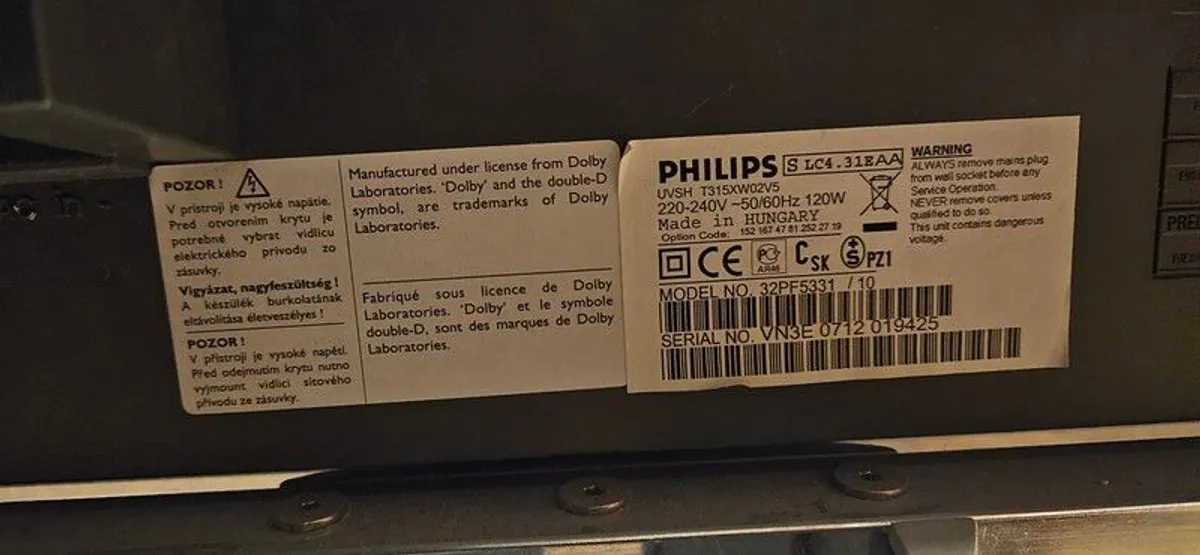 POZOR !
V prístroji je vysoké napätie.
Pred otvorením krytu je
potrebné vybrat vidlicu
elektrického prívodu zo
zásuvky.
Vigyázat, nagyfeszültség !
A készülék burkolatának
eltávolítása életveszélyes !
POZOR !
V přístroji je vysoké napětí.
Před odejmutím krytu nutno
vyjmount vidlici síťového
přívodu ze zásuvky.
Manufactured under license from Dolby
Laboratories. 'Dolby' and the double-D
symbol, are trademarks of Dolby
Laboratories.
Fabriqué sous licence de Dolby
Laboratories. 'Dolby' et le symbole
double-D, sont des marques de Dolby
Laboratories.
PHILIPS S LC4.31EAA
UVSH T315XW02V5
220-240V ~50/60Hz 120W
Made in HUNGARY
Option Code: 152 167 47 81 252 27 19
WARNING
ALWAYS remove mains plug
from wall socket before any
Service Operation.
NEVER remove covers unless
qualified to do so.
This unit contains dangerous
voltage.
CE PC АЯ46 CSK S PZ1
MODEL NO. 32PF5331 / 10
SERIAL NO. VN3E 0712 019425